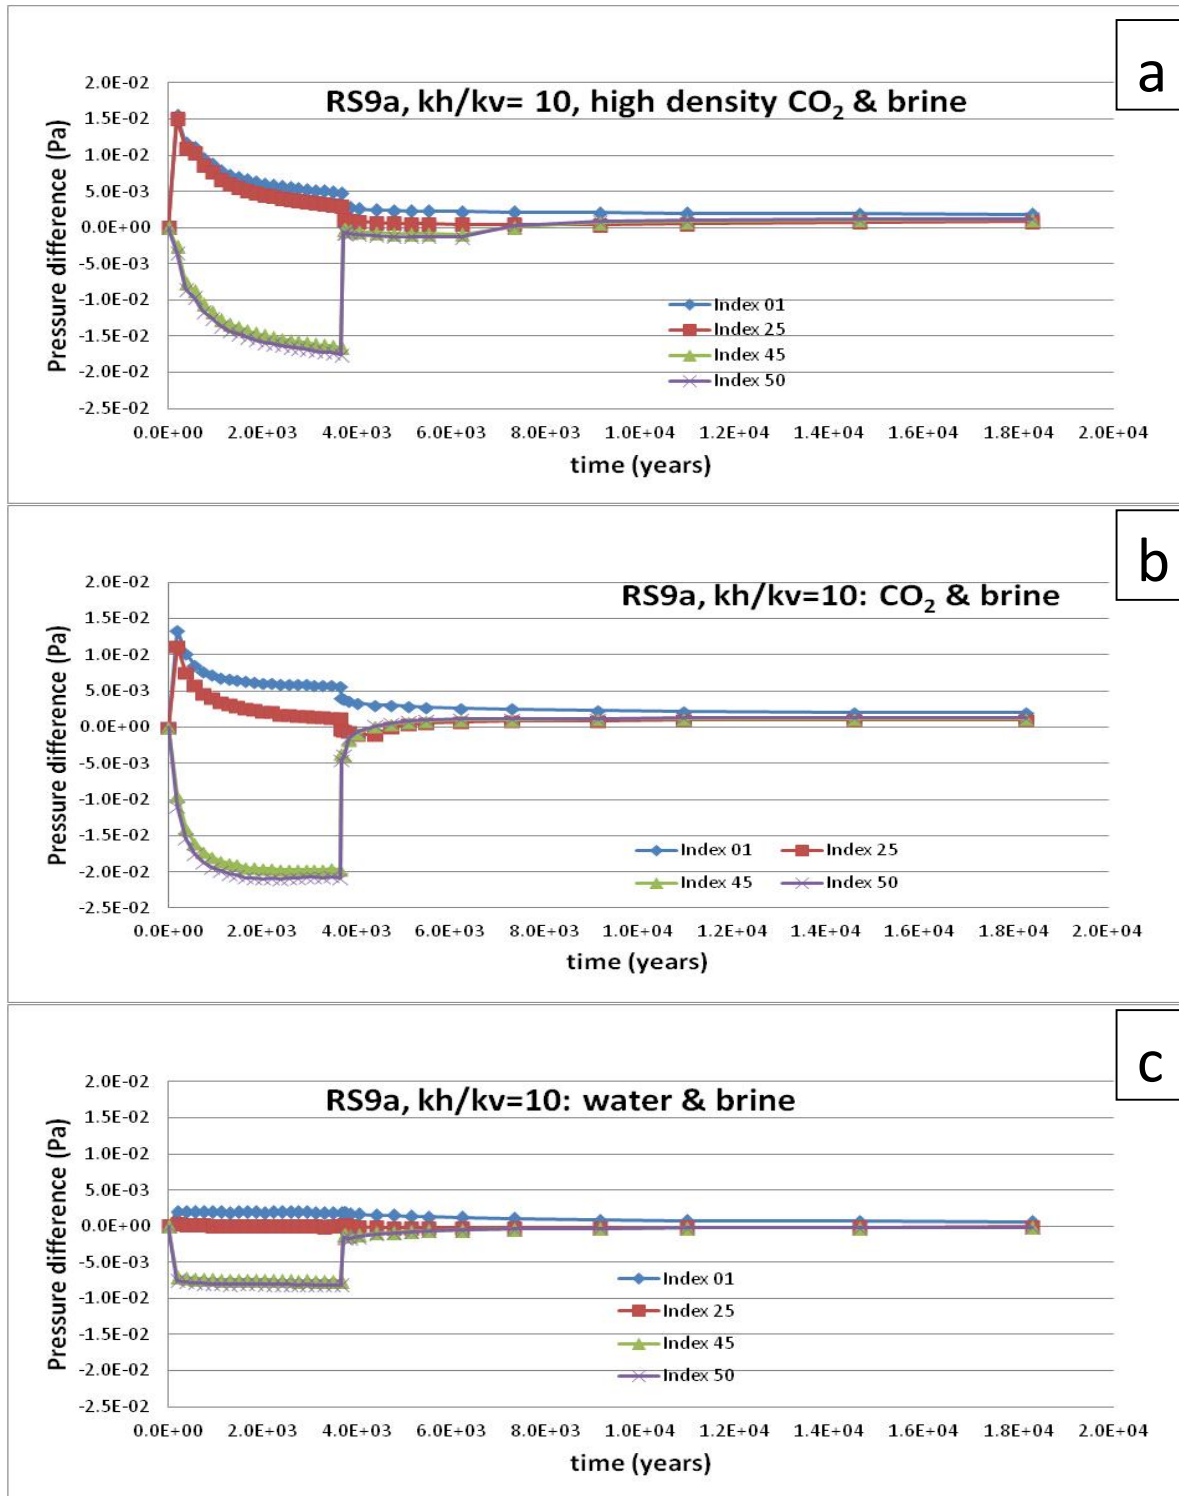 a
RS9a, kh/kv= 10, high density CO₂ & brine
Pressure difference (Pa)
2.0E-02
1.5E-02
1.0E-02
5.0E-03
0.0E+00
-5.0E-03
-1.0E-02
-1.5E-02
-2.0E-02
-2.5E-02
Index 01
Index 25
Index 45
Index 50
0.0E+00 2.0E+03 4.0E+03 6.0E+03 8.0E+03 1.0E+04 1.2E+04 1.4E+04 1.6E+04 1.8E+04 2.0E+04
time (years)
b
RS9a, kh/kv=10: CO₂ & brine
Pressure difference (Pa)
2.0E-02
1.5E-02
1.0E-02
5.0E-03
0.0E+00
-5.0E-03
-1.0E-02
-1.5E-02
-2.0E-02
-2.5E-02
Index 01 Index 25
Index 45 Index 50
0.0E+00 2.0E+03 4.0E+03 6.0E+03 8.0E+03 1.0E+04 1.2E+04 1.4E+04 1.6E+04 1.8E+04 2.0E+04
time (years)
c
RS9a, kh/kv=10: water & brine
Pressure difference (Pa)
2.0E-02
1.5E-02
1.0E-02
5.0E-03
0.0E+00
-5.0E-03
-1.0E-02
-1.5E-02
-2.0E-02
-2.5E-02
Index 01
Index 25
Index 45
Index 50
0.0E+00 2.0E+03 4.0E+03 6.0E+03 8.0E+03 1.0E+04 1.2E+04 1.4E+04 1.6E+04 1.8E+04 2.0E+04
time (years)